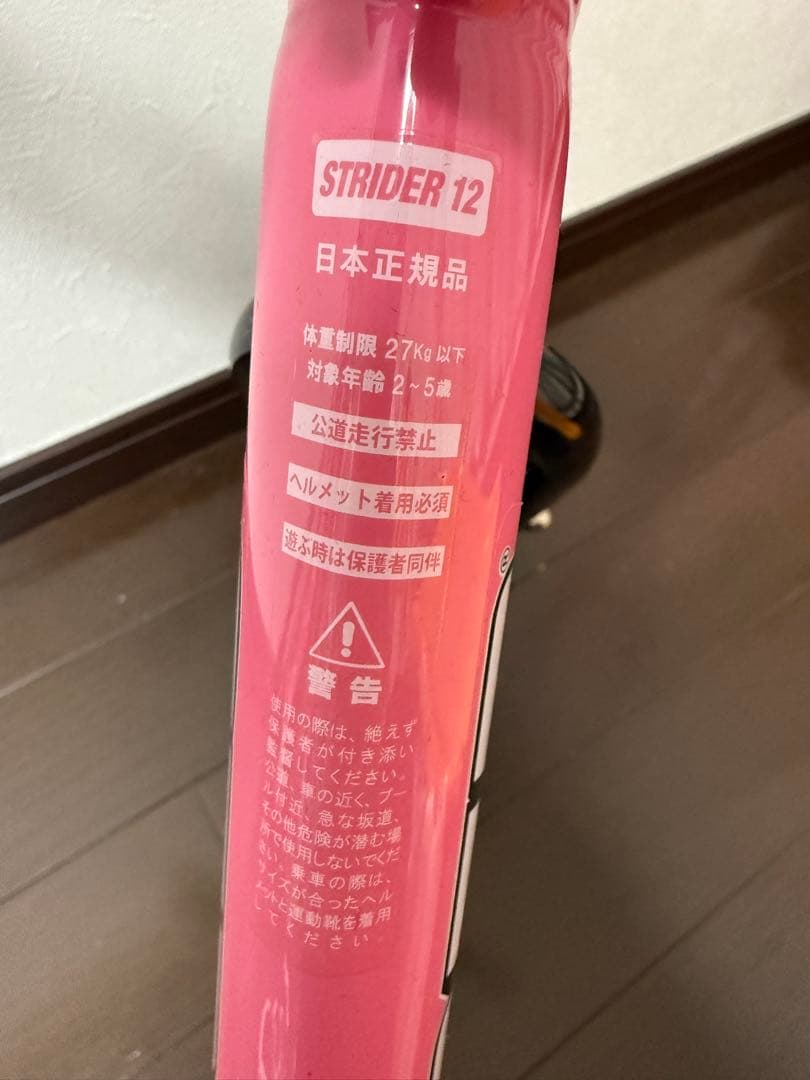 STRIDER 12
日本正規品
体重制限 27Kg 以下
対象年齢 2～5歳
公道走行禁止
ヘルメット着用必須
遊ぶ時は保護者同伴
警告
使用の際は、絶えず
保護者が付き添い
監督してください。
公道、車の近く、プー
ル付近、急な坂道、
その他危険が潜む場
所で使用しないでくだ
さい。乗車の際は、
サイズが合ったヘル
メットと運動靴を着用
してください。